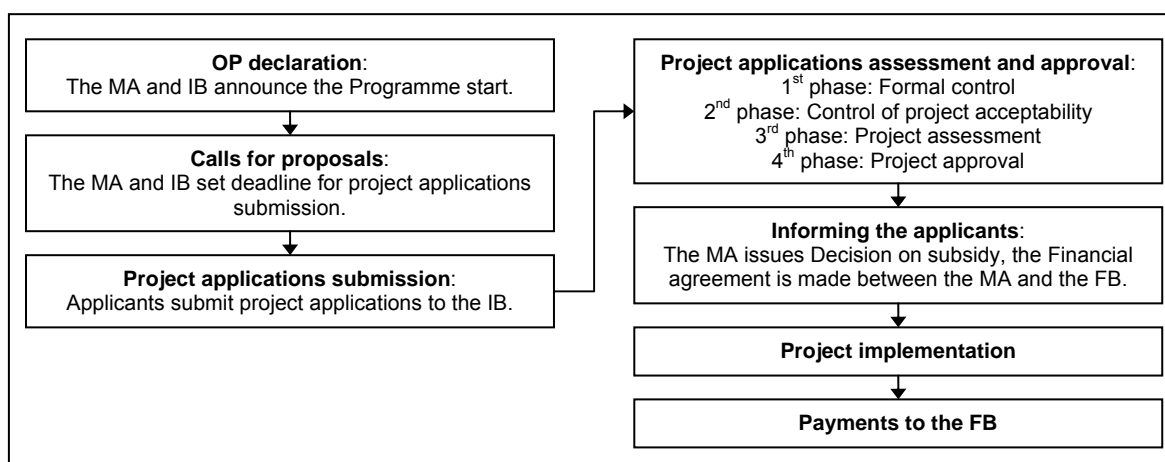 OP declaration:
The MA and IB announce the Programme start.
Calls for proposals:
The MA and IB set deadline for project applications
submission.
Project applications submission:
Applicants submit project applications to the IB.
Project applications assessment and approval:
1st phase: Formal control
2nd phase: Control of project acceptability
3rd phase: Project assessment
4th phase: Project approval
Informing the applicants:
The MA issues Decision on subsidy, the Financial
agreement is made between the MA and the FB.
Project implementation
Payments to the FB